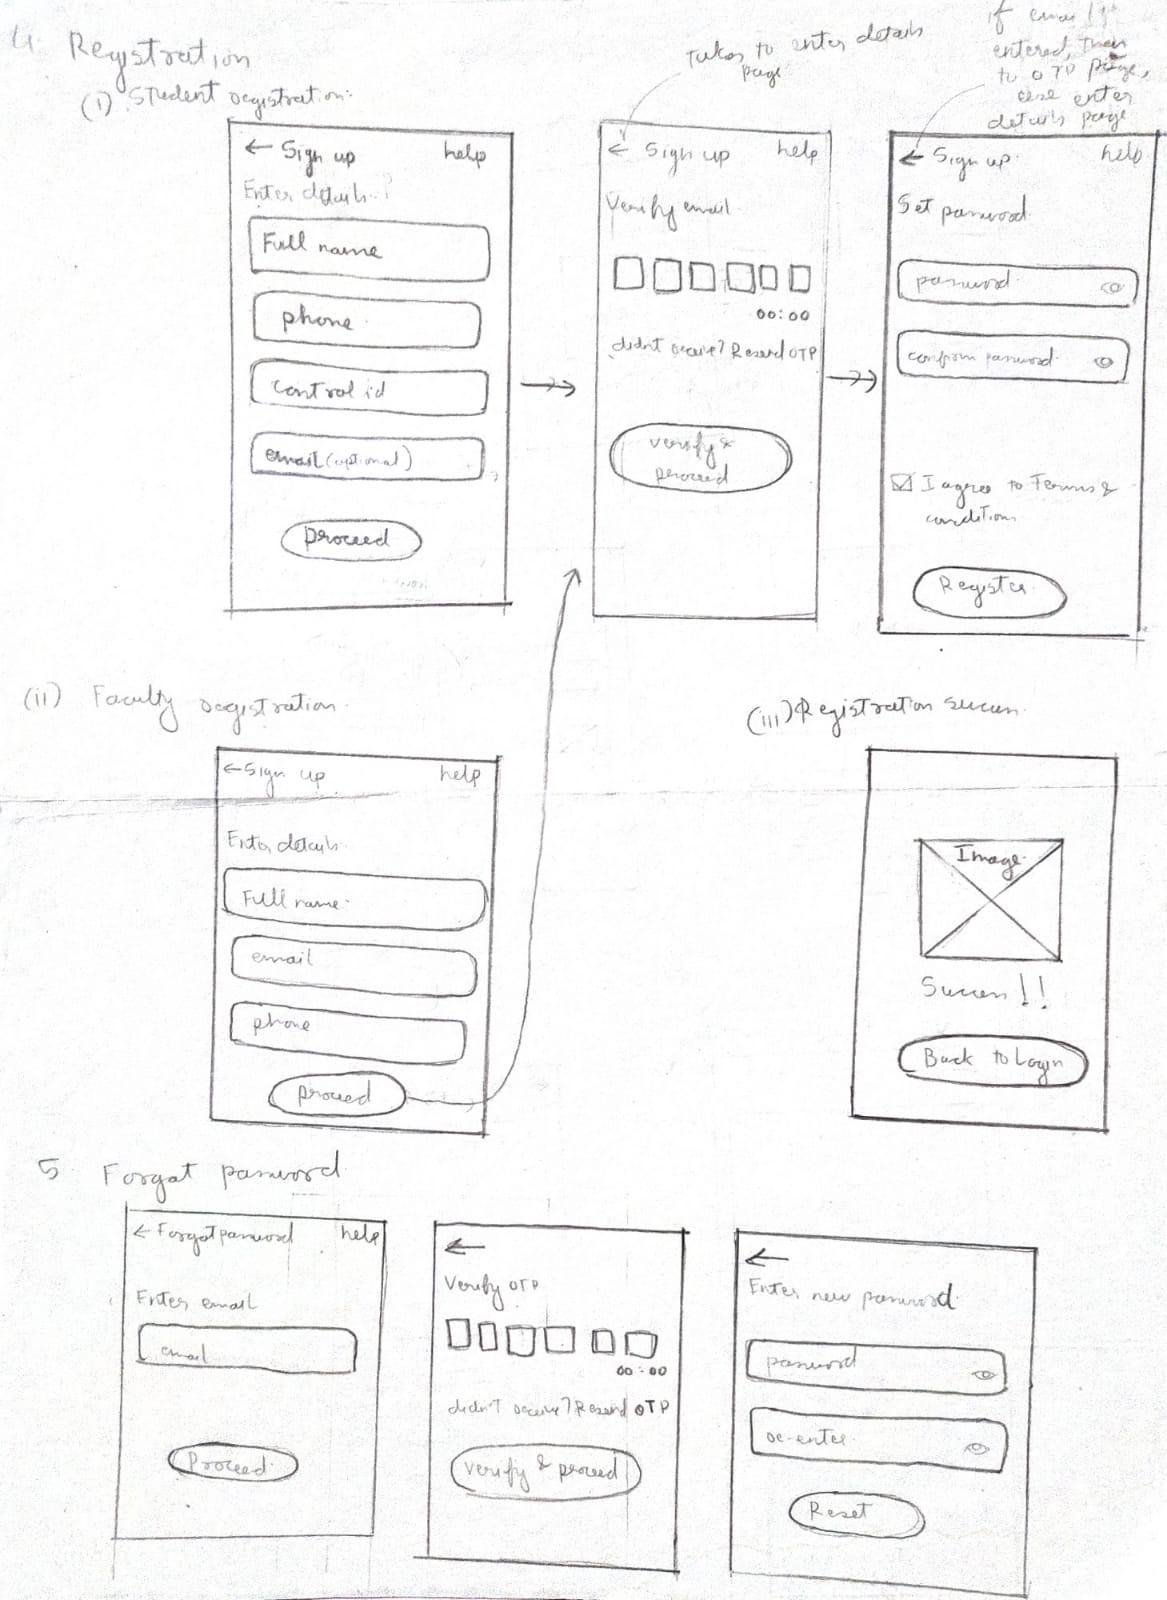 4. Registration
(i) Student registration:
Takes to enter details
page
if email is
entered, then
to OTP page,
else enter
details page
← Sign up help
Enter details:
Full name
phone
control id
email (optional)
Proceed
← Sign up help
Verify email
00:00
didn't receive? Resend OTP
verify &
proceed
← Sign up help
Set password
password
confirm password
I agree to Terms &
conditions
Register
(ii) Faculty registration
← Sign up help
Enter details
Full name
email
phone
proceed
(iii) Registration success
Image
Success!!
Back to Login
5 Forgot password
← Forgot password help
Enter email
email
Proceed
←
Verify OTP
00:00
didn't receive? Resend OTP
verify & proceed
←
Enter new password
password
re-enter
Reset